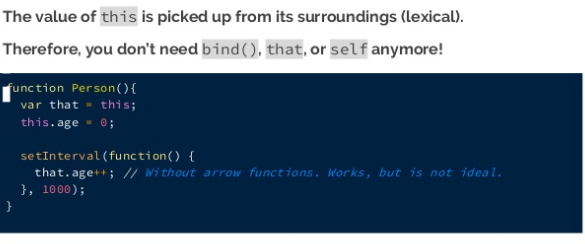 The value of this is picked up from its surroundings (lexical).
Therefore, you don't need bind(), that, or self anymore!
function Person(){
  var that = this;
  this.age = 0;

  setInterval(function() {
    that.age++; // Without arrow functions. Works, but is not ideal.
  }, 1000);
}